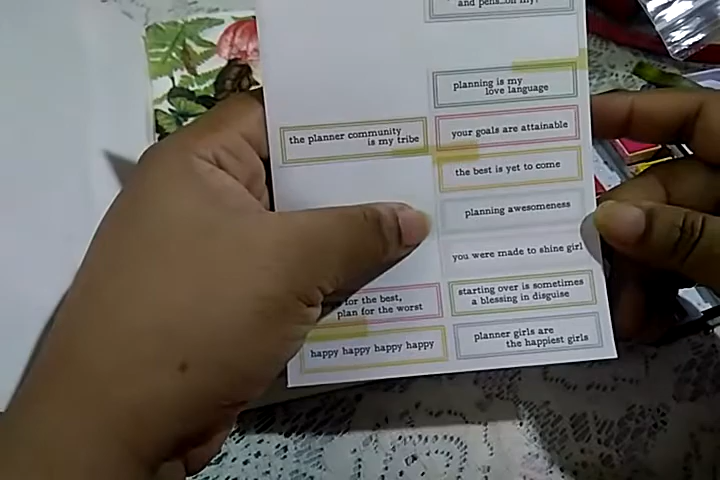 and pens...oh my!
planning is my
love language
the planner community
is my tribe
your goals are attainable
the best is yet to come
planning awesomeness
you were made to shine girl
for the best,
plan for the worst
starting over is sometimes
a blessing in disguise
happy happy happy happy
planner girls are
the happiest girls